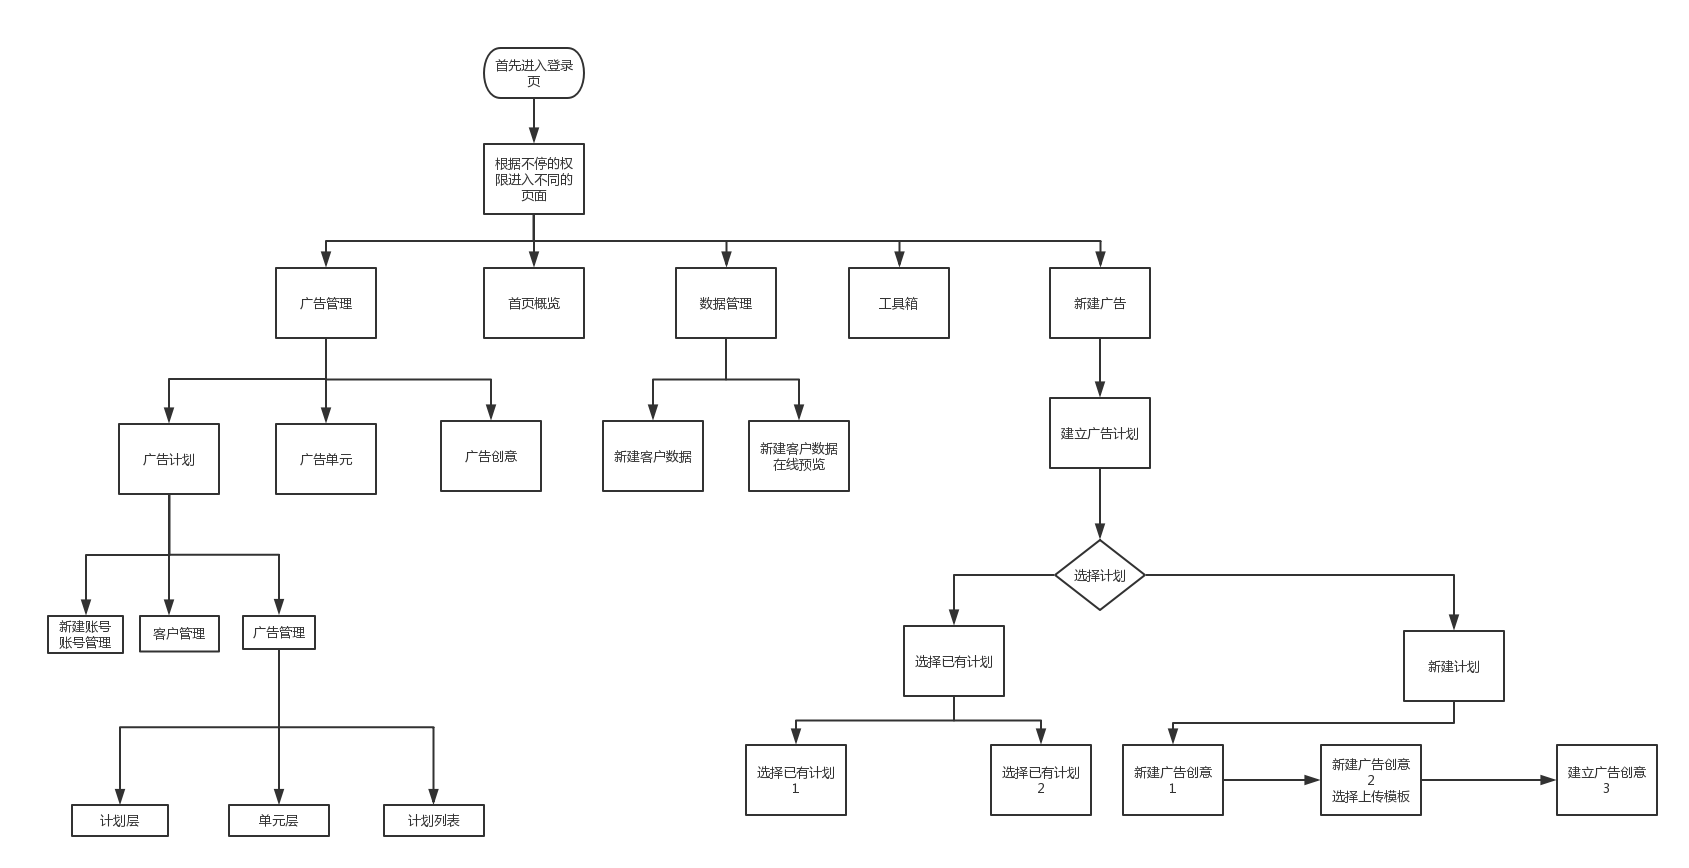 首先进入登录
页
根据不停的权
限进入不同的
页面
广告管理
首页概览
数据管理
工具箱
新建广告
广告计划
广告单元
广告创意
新建客户数据
新建客户数据
在线预览
建立广告计划
选择计划
新建账号
账号管理
客户管理
广告管理
选择已有计划
新建计划
选择已有计划
1
选择已有计划
2
新建广告创意
1
新建广告创意
2
选择上传模板
建立广告创意
3
计划层
单元层
计划列表